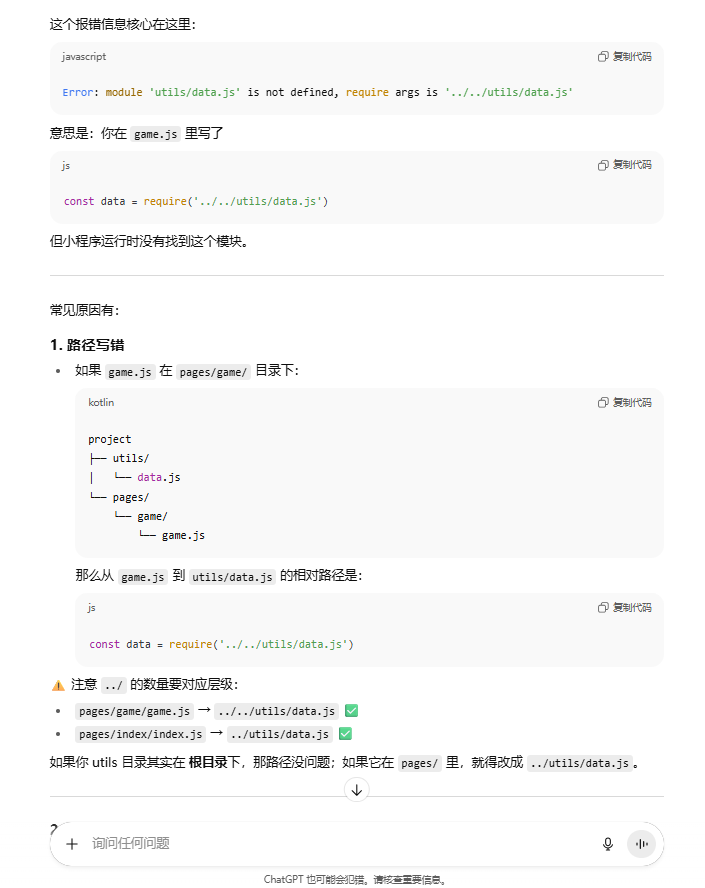 这个报错信息核心在这里：
javascript
复制代码
Error: module 'utils/data.js' is not defined, require args is '../../utils/data.js'
意思是：你在 game.js 里写了
js
复制代码
const data = require('../../utils/data.js')
但小程序运行时没有找到这个模块。
常见原因有：
1. 路径写错
• 如果 game.js 在 pages/game/ 目录下：
kotlin
复制代码
project
├── utils/
│   └── data.js
└── pages/
    └── game/
        └── game.js
那么从 game.js 到 utils/data.js 的相对路径是：
js
复制代码
const data = require('../../utils/data.js')
⚠️ 注意 ../ 的数量要对应层级：
• pages/game/game.js → ../../utils/data.js ✅
• pages/index/index.js → ../utils/data.js ✅
如果你 utils 目录其实在 根目录下，那路径没问题；如果它在 pages/ 里，就得改成 ../utils/data.js。
询问任何问题
ChatGPT 也可能会犯错。请核查重要信息。